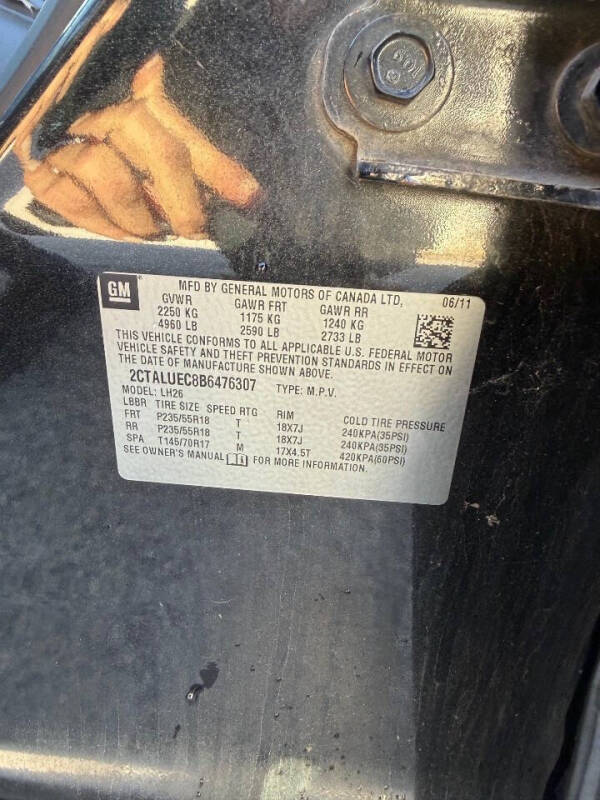 GM
MFD BY GENERAL MOTORS OF CANADA LTD, 06/11
GVWR GAWR FRT GAWR RR
2250 KG 1175 KG 1240 KG
4960 LB 2590 LB 2733 LB
THIS VEHICLE CONFORMS TO ALL APPLICABLE U.S. FEDERAL MOTOR
VEHICLE SAFETY AND THEFT PREVENTION STANDARDS IN EFFECT ON
THE DATE OF MANUFACTURE SHOWN ABOVE.
2CTALUEC8B6476307 TYPE: M.P.V.
MODEL: LH26
LBBR TIRE SIZE SPEED RTG RIM COLD TIRE PRESSURE
FRT P235/55R18 T 18X7J 240KPA(35PSI)
RR P235/55R18 T 18X7J 240KPA(35PSI)
SPA T145/70R17 M 17X4.5T 420KPA(60PSI)
SEE OWNER'S MANUAL FOR MORE INFORMATION.